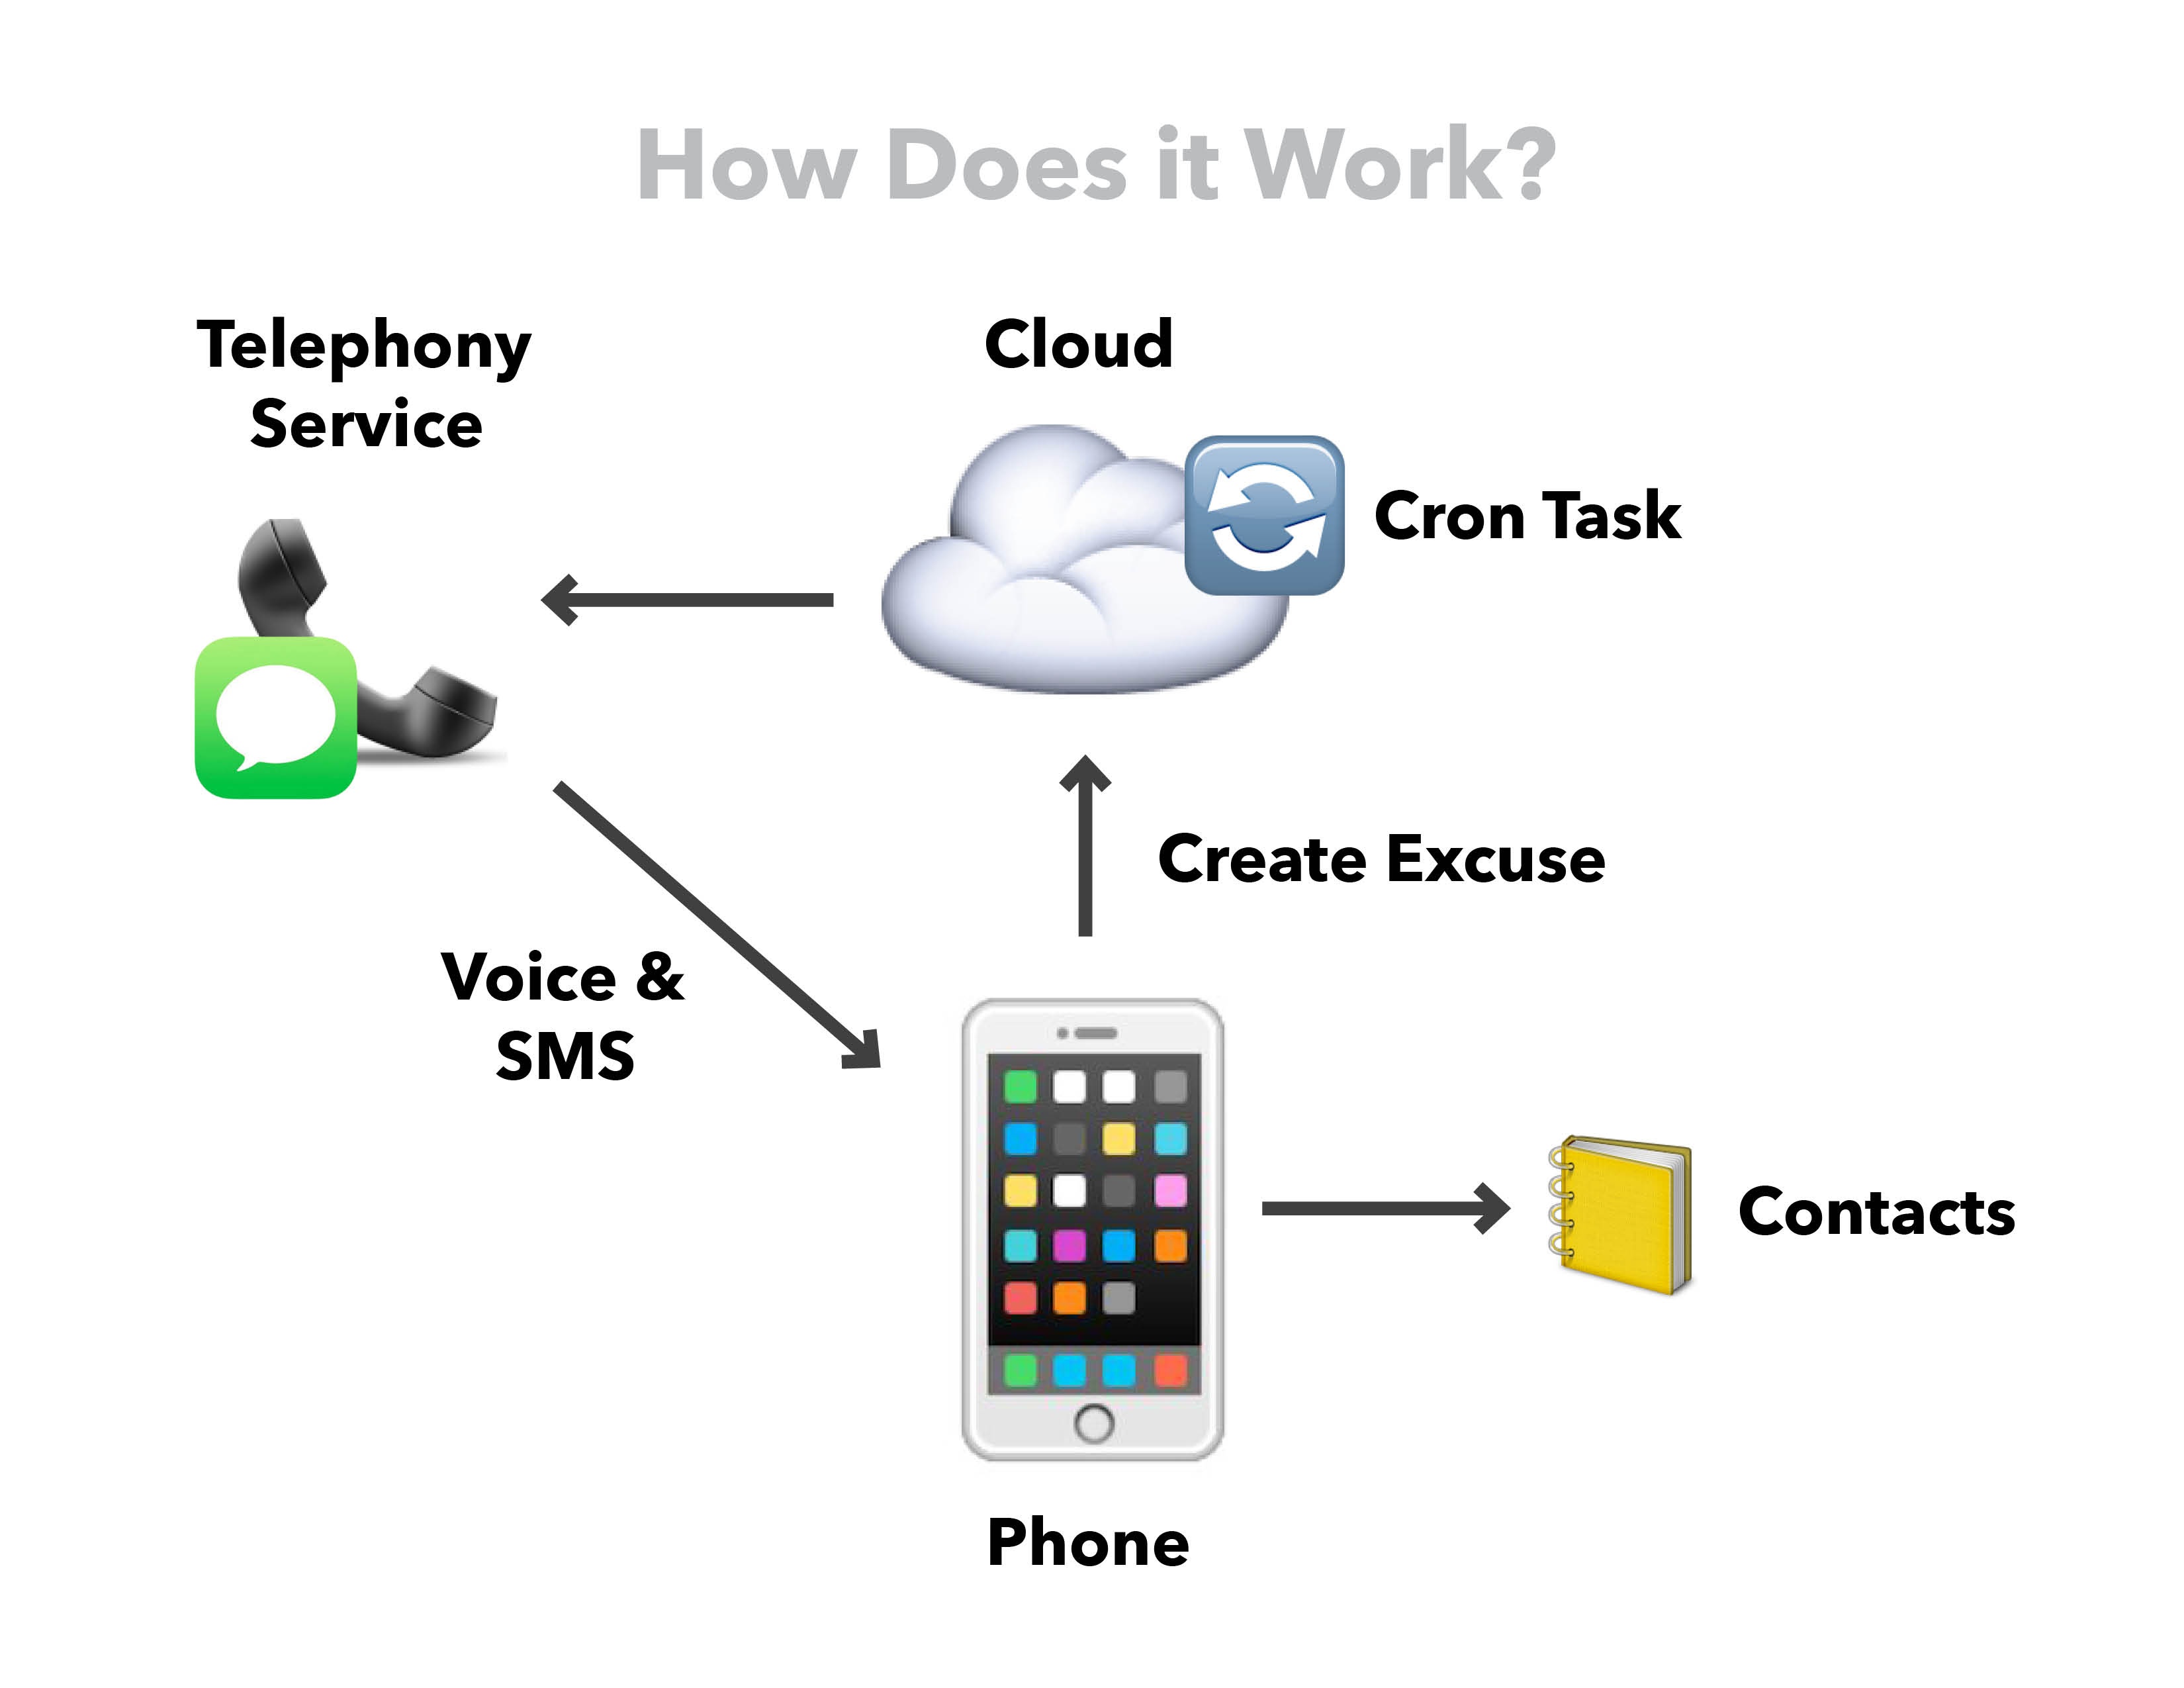 How Does it Work?
Telephony
Service
Cloud
Cron Task
Create Excuse
Voice &
SMS
Contacts
Phone